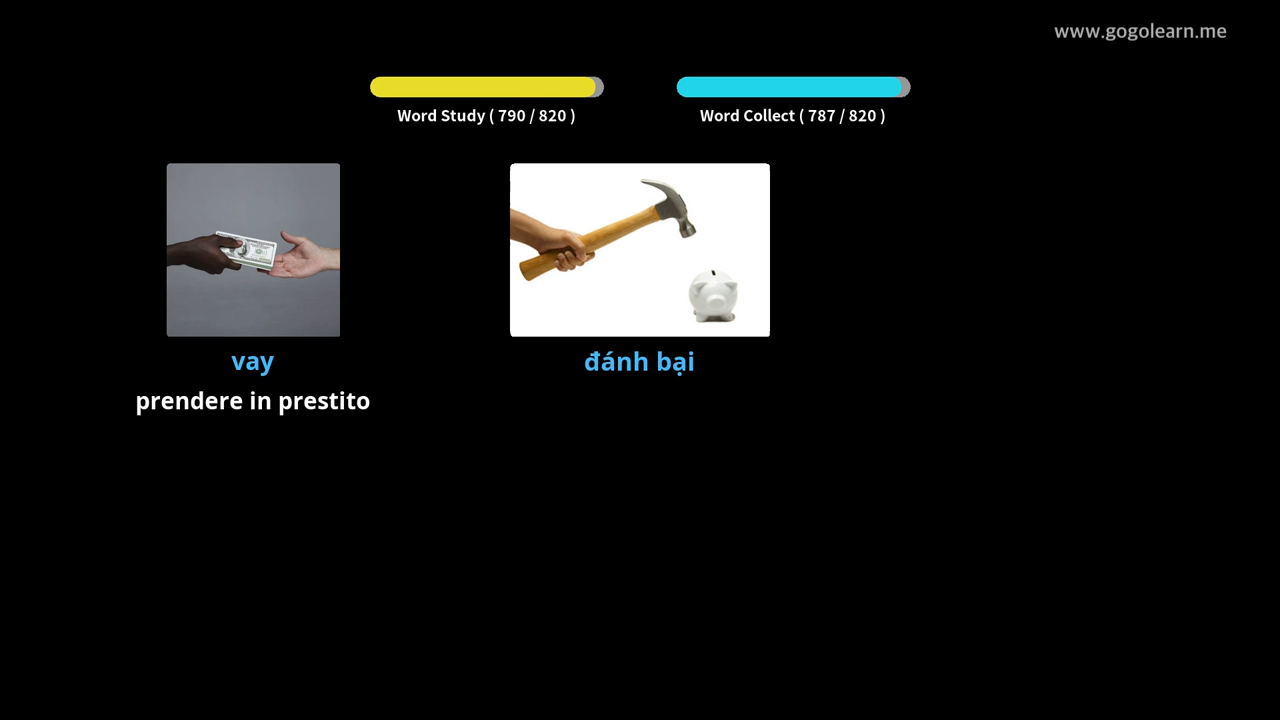 www.gogolearn.me
Word Study ( 790 / 820 )
Word Collect ( 787 / 820 )
vay
đánh bại
prendere in prestito